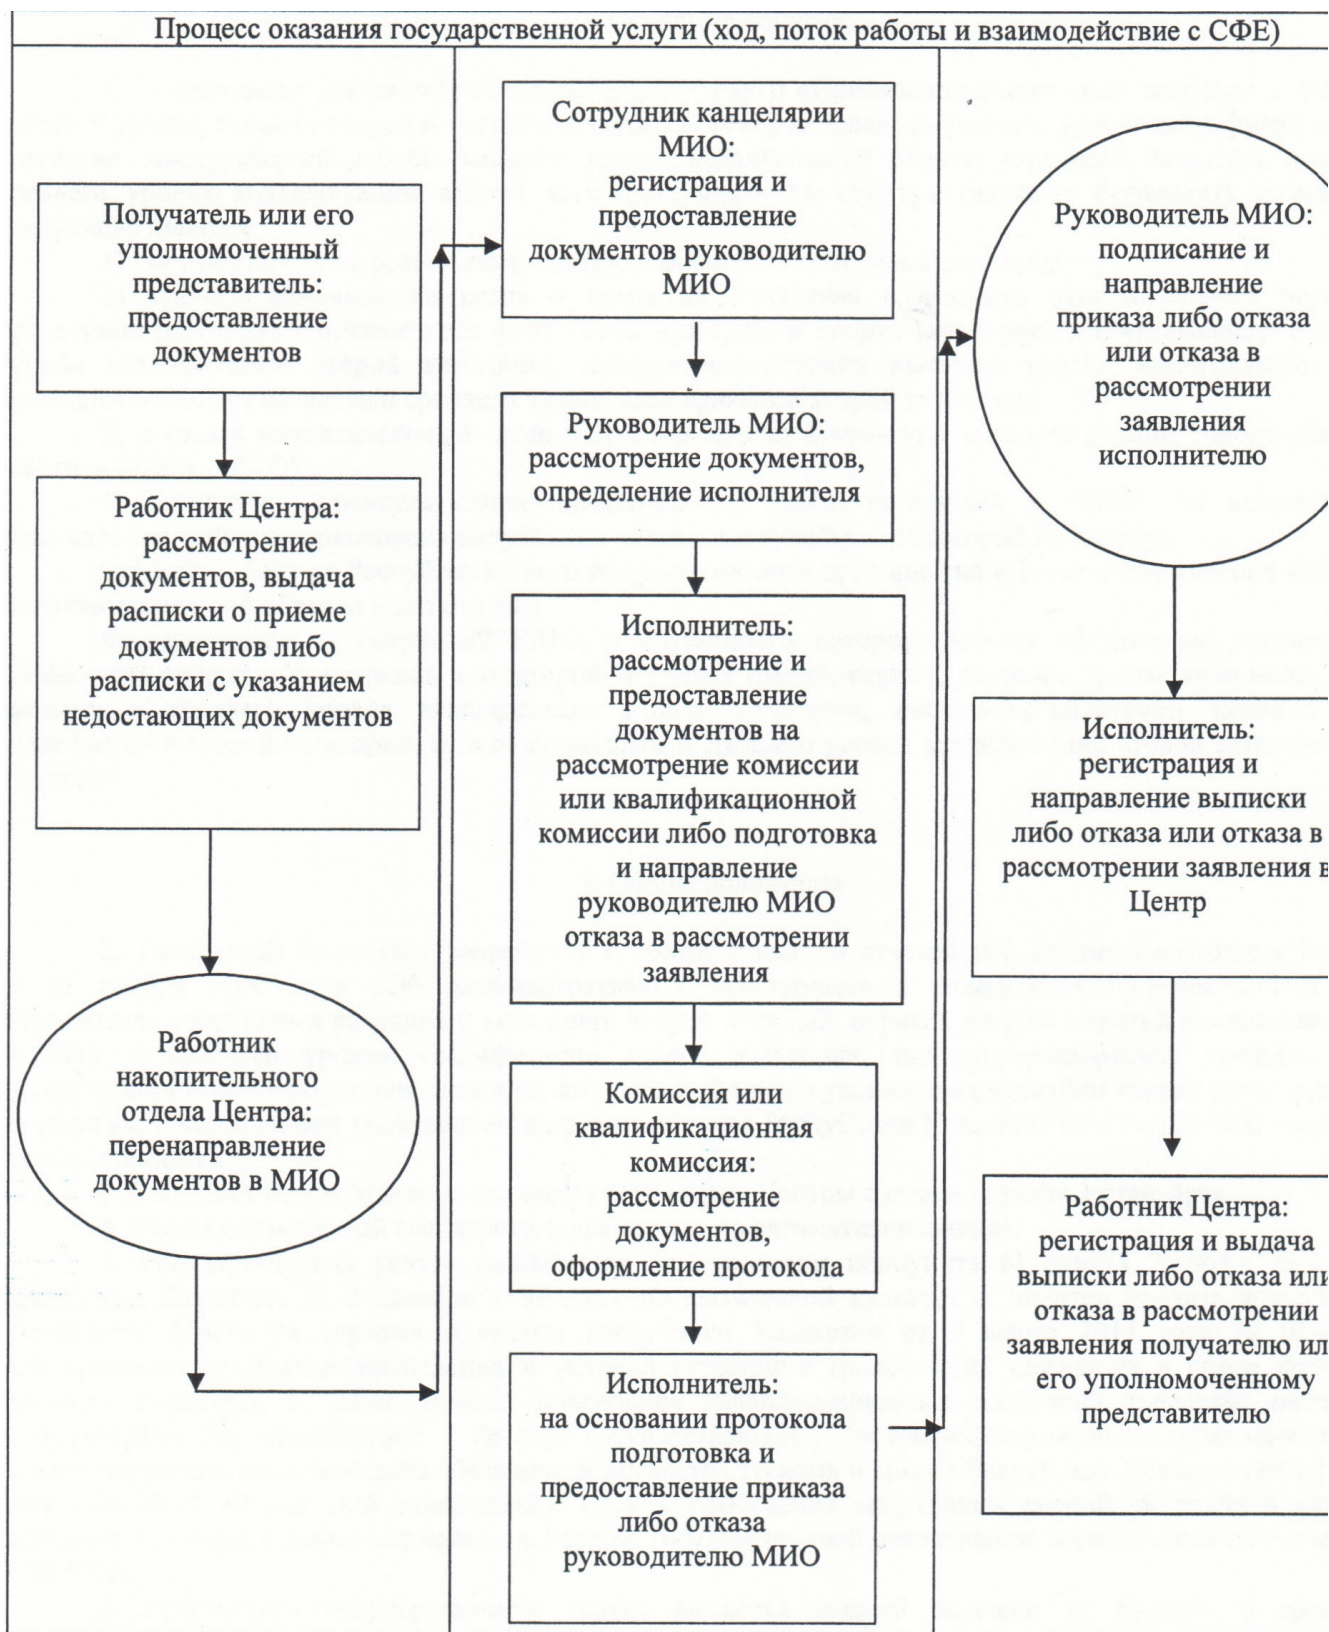 Процесс оказания государственной услуги (ход, поток работы и взаимодействие с СФЕ)
Получатель или его
уполномоченный
представитель:
предоставление
документов
Работник Центра:
рассмотрение
документов, выдача
расписки о приеме
документов либо
расписки с указанием
недостающих документов
Работник
накопительного
отдела Центра:
перенаправление
документов в МИО
Сотрудник канцелярии
МИО:
регистрация и
предоставление
документов руководителю
МИО
Руководитель МИО:
рассмотрение документов,
определение исполнителя
Исполнитель:
рассмотрение и
предоставление
документов на
рассмотрение комиссии
или квалификационной
комиссии либо подготовка
и направление
руководителю МИО
отказа в рассмотрении
заявления
Комиссия или
квалификационная
комиссия:
рассмотрение
документов,
оформление протокола
Исполнитель:
на основании протокола
подготовка и
предоставление приказа
либо отказа
руководителю МИО
Руководитель МИО:
подписание и
направление
приказа либо отказа
или отказа в
рассмотрении
заявления
исполнителю
Исполнитель:
регистрация и
направление выписки
либо отказа или отказа в
рассмотрении заявления в
Центр
Работник Центра:
регистрация и выдача
выписки либо отказа или
отказа в рассмотрении
заявления получателю или
его уполномоченному
представителю